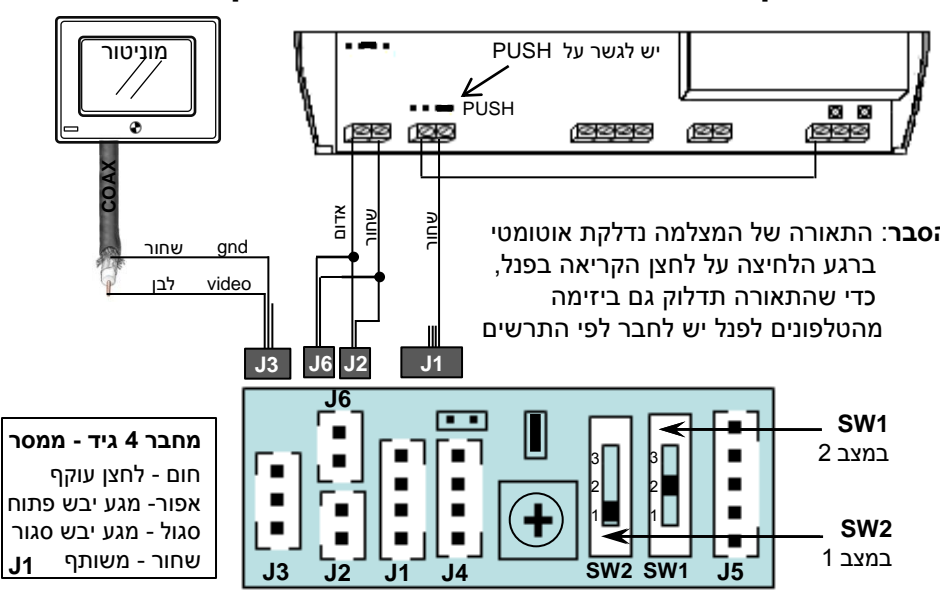 מוניטור
יש לגשר על PUSH
PUSH
COAX
אדום
שחור
שחור
שחור gnd
לבן video
הסבר: התאורה של המצלמה נדלקת אוטומטי
ברגע הלחיצה על לחצן הקריאה בפנל,
כדי שהתאורה תדלוק גם ביזימה
מהטלפונים לפנל יש לחבר לפי התרשים
J3 J6 J2 J1
מחבר 4 גיד - ממסר
חום - לחצן עוקף
אפור- מגע יבש פתוח
סגול - מגע יבש סגור
שחור - משותף J1
J6
3
2
1
3
2
1
J3 J2 J1 J4 SW2 SW1 J5
SW1
במצב 2
SW2
במצב 1